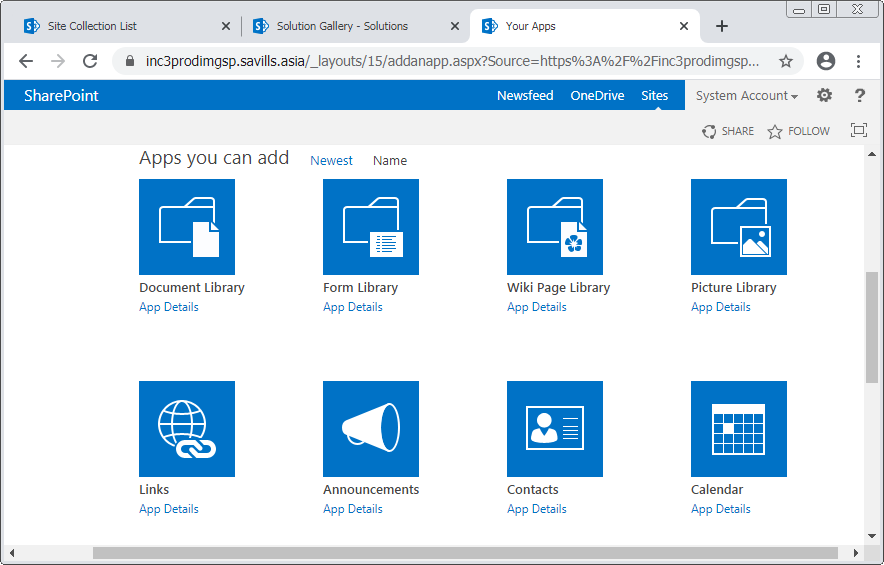 Site Collection List
Solution Gallery - Solutions
Your Apps
inc3prodimgsp.savills.asia/_layouts/15/addanapp.aspx?Source=https%3A%2F%2Finc3prodimgsp...
SharePoint
Newsfeed OneDrive Sites System Account ?
SHARE FOLLOW
Apps you can add Newest Name
Document Library Form Library Wiki Page Library Picture Library
App Details App Details App Details App Details
Links Announcements Contacts Calendar
App Details App Details App Details App Details